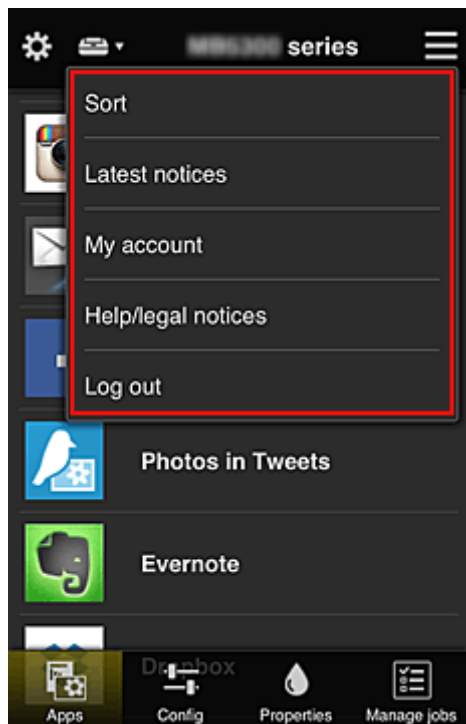 series
Sort
Latest notices
My account
Help/legal notices
Log out
Photos in Tweets
Evernote
Dropbox
Apps
Config
Properties
Manage jobs